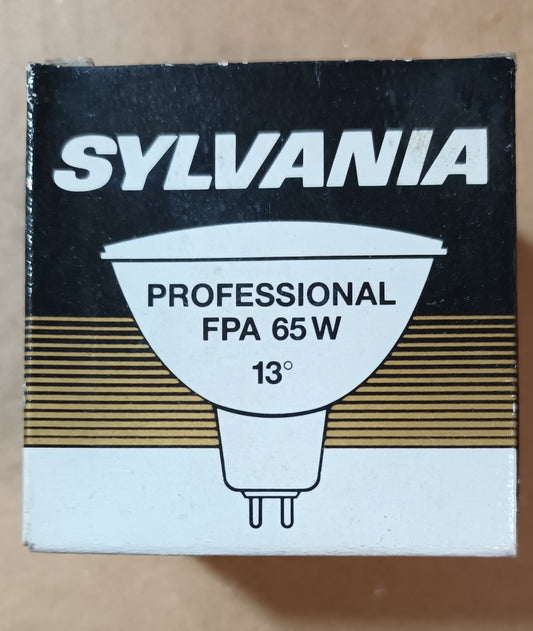 SYLVANIA
PROFESSIONAL
FPA 65W
13°